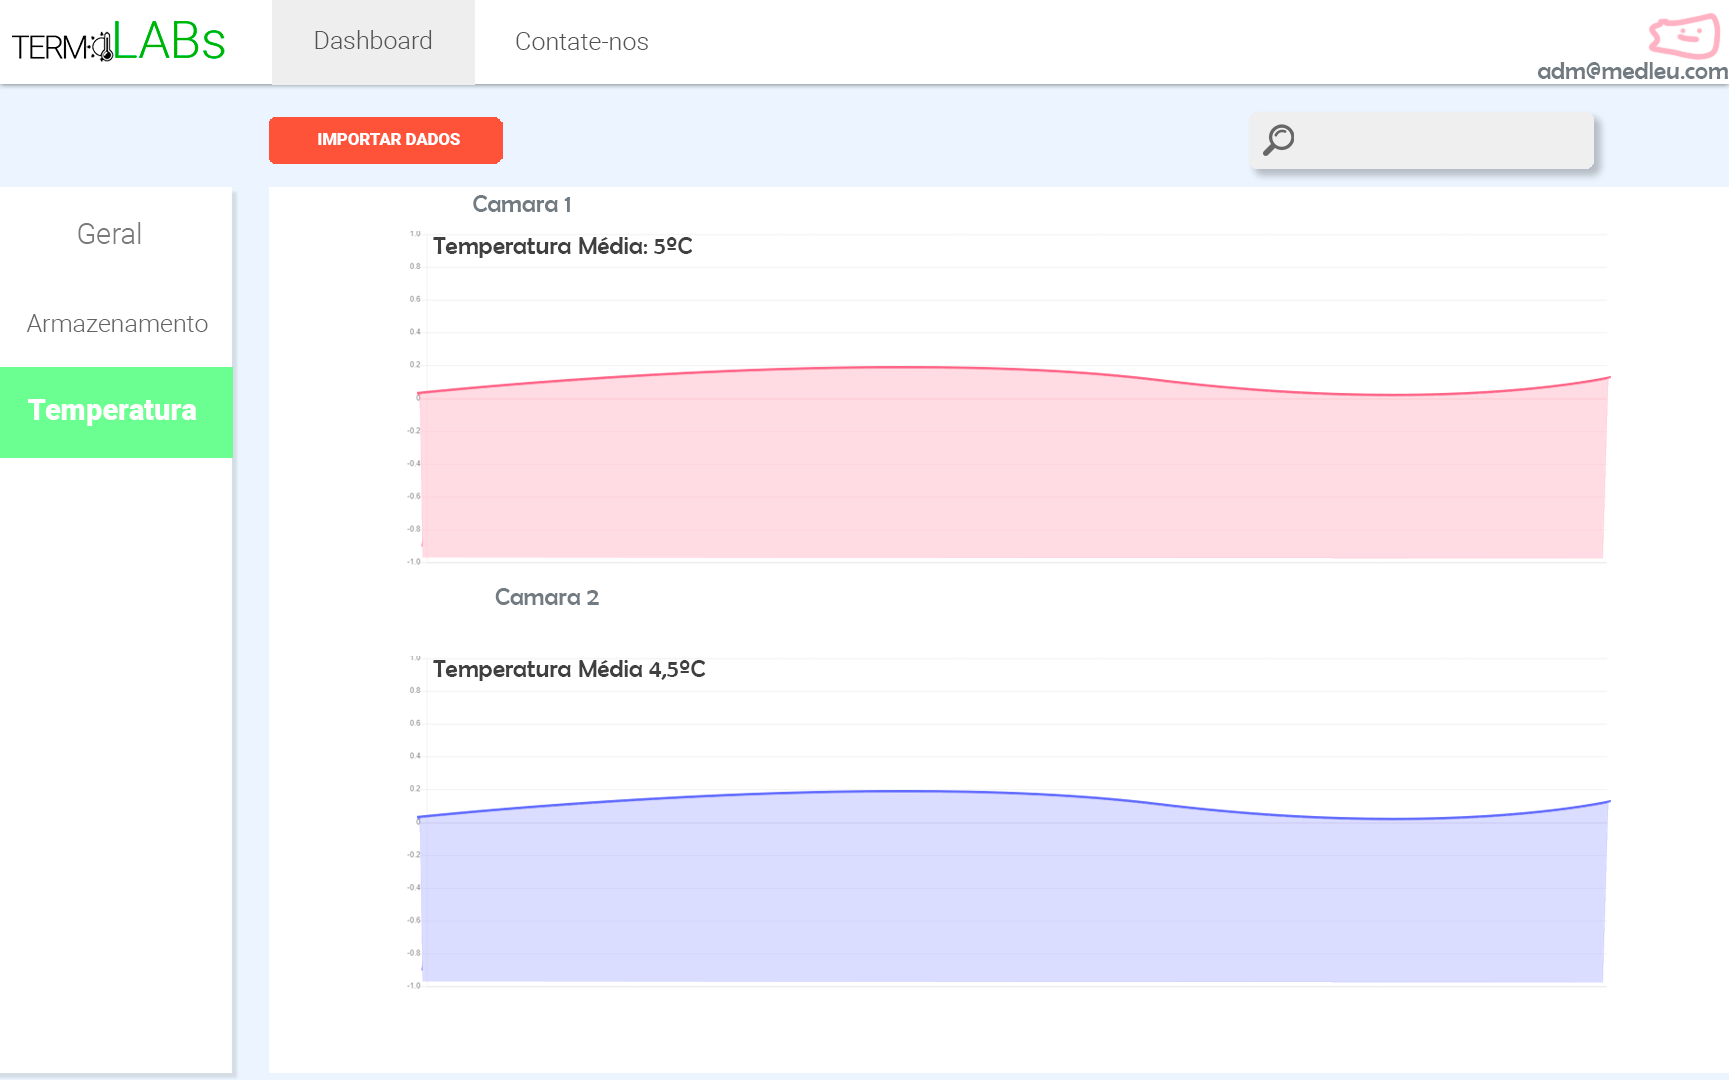 TERMOLABs
Dashboard
Contate-nos
adm@medleu.com
IMPORTAR DADOS
Geral
Armazenamento
Temperatura
Camara 1
Temperatura Média: 5ºC
1.0
0.8
0.6
0.4
0.2
0
-0.2
-0.4
-0.6
-0.8
-1.0
Camara 2
Temperatura Média 4,5ºC
1.0
0.8
0.6
0.4
0.2
0
-0.2
-0.4
-0.6
-0.8
-1.0